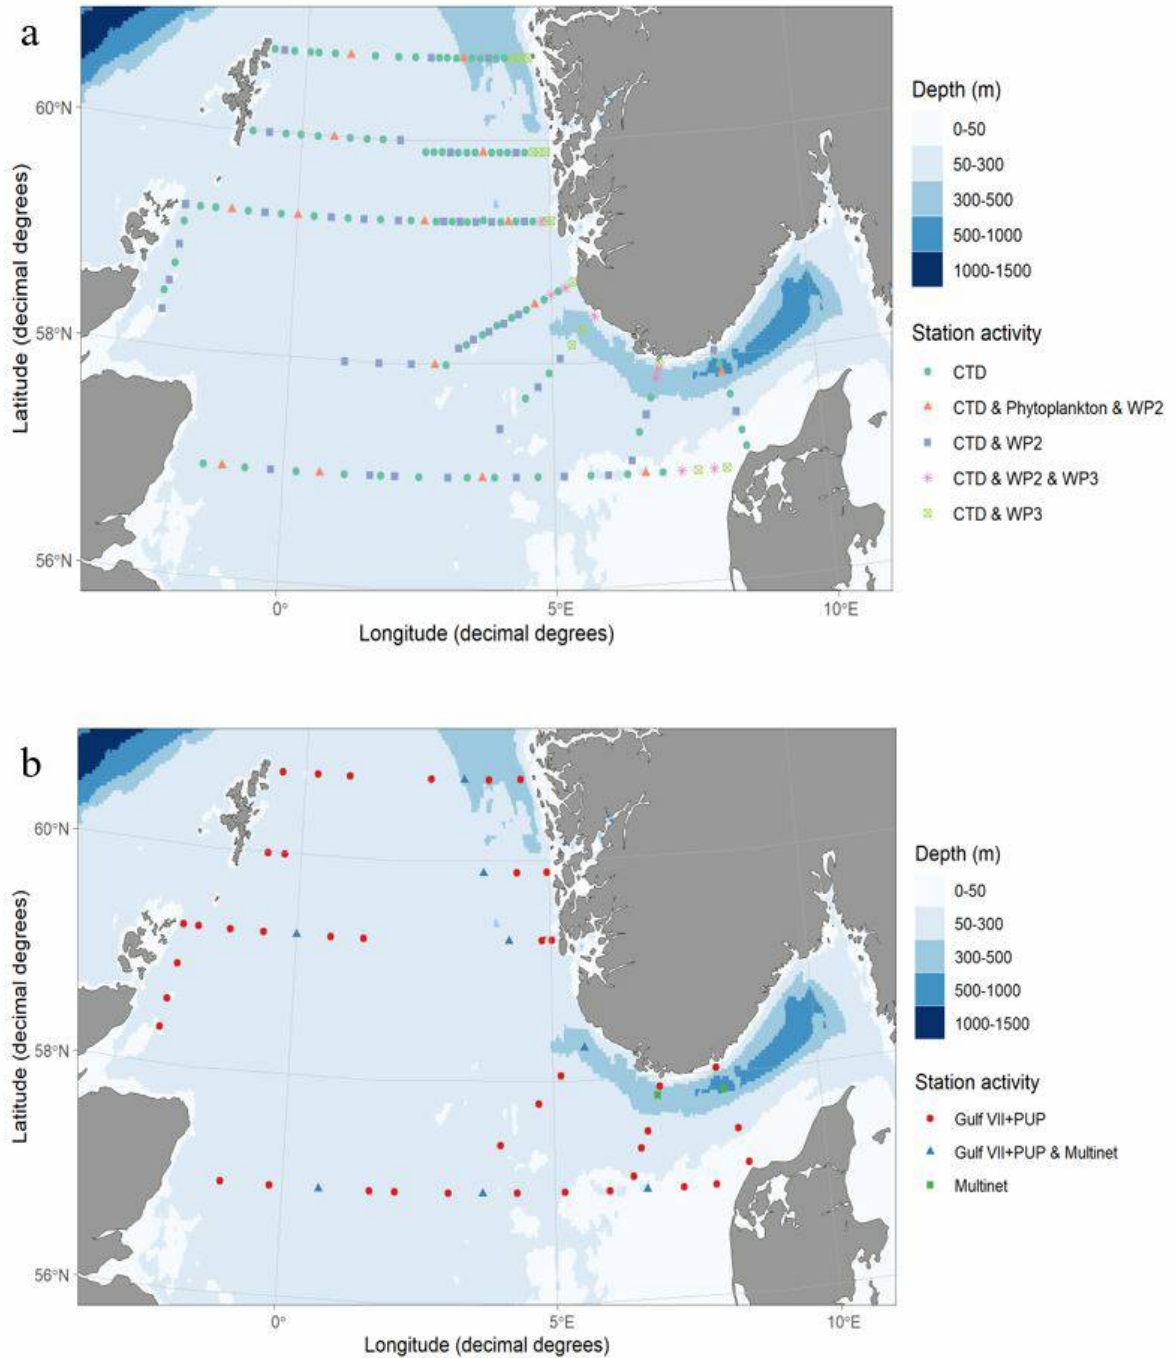 a
60°N
58°N
56°N
Latitude (decimal degrees)
0°
5°E
10°E
Longitude (decimal degrees)
Depth (m)
0-50
50-300
300-500
500-1000
1000-1500
Station activity
CTD
CTD & Phytoplankton & WP2
CTD & WP2
CTD & WP2 & WP3
CTD & WP3
b
60°N
58°N
56°N
Latitude (decimal degrees)
0°
5°E
10°E
Longitude (decimal degrees)
Depth (m)
0-50
50-300
300-500
500-1000
1000-1500
Station activity
Gulf VII+PUP
Gulf VII+PUP & Multinet
Multinet